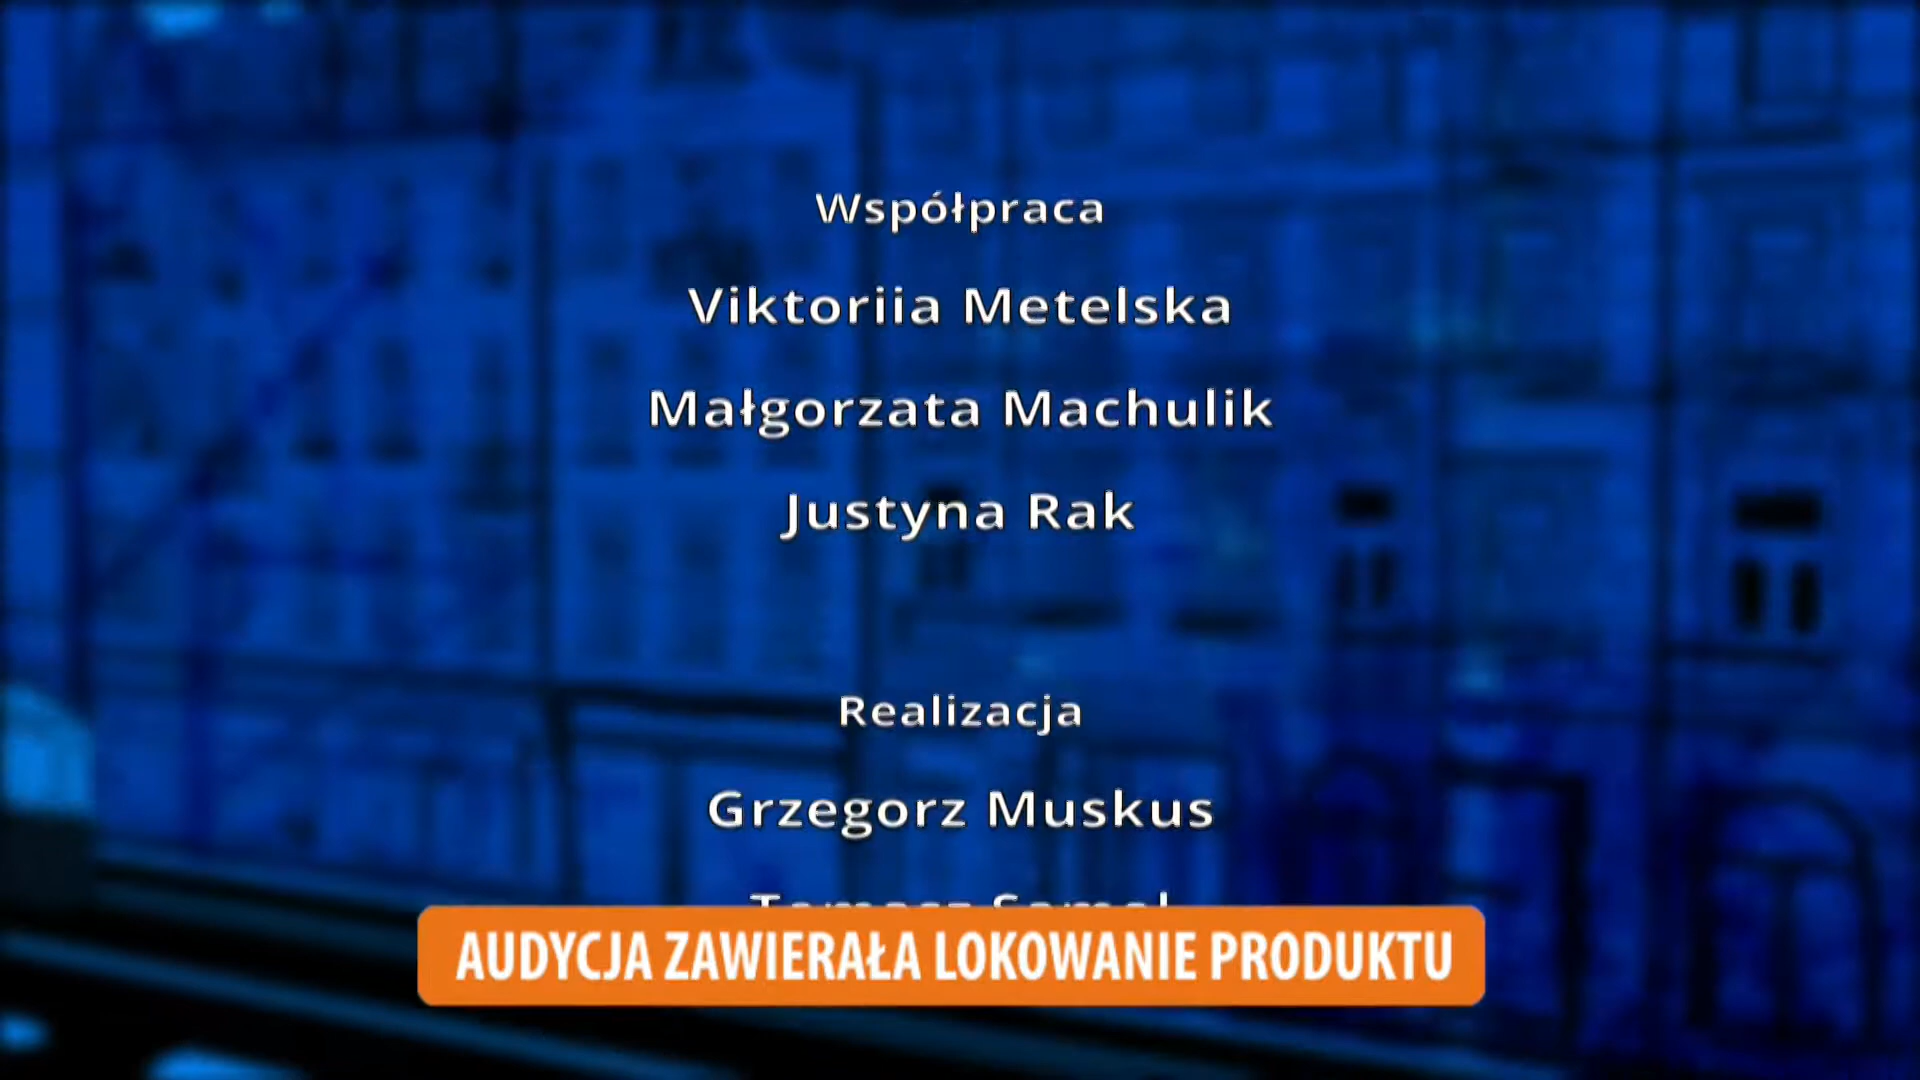 Współpraca
Viktoriia Metelska
Małgorzata Machulik
Justyna Rak
Realizacja
Grzegorz Muskus
AUDYCJA ZAWIERAŁA LOKOWANIE PRODUKTU